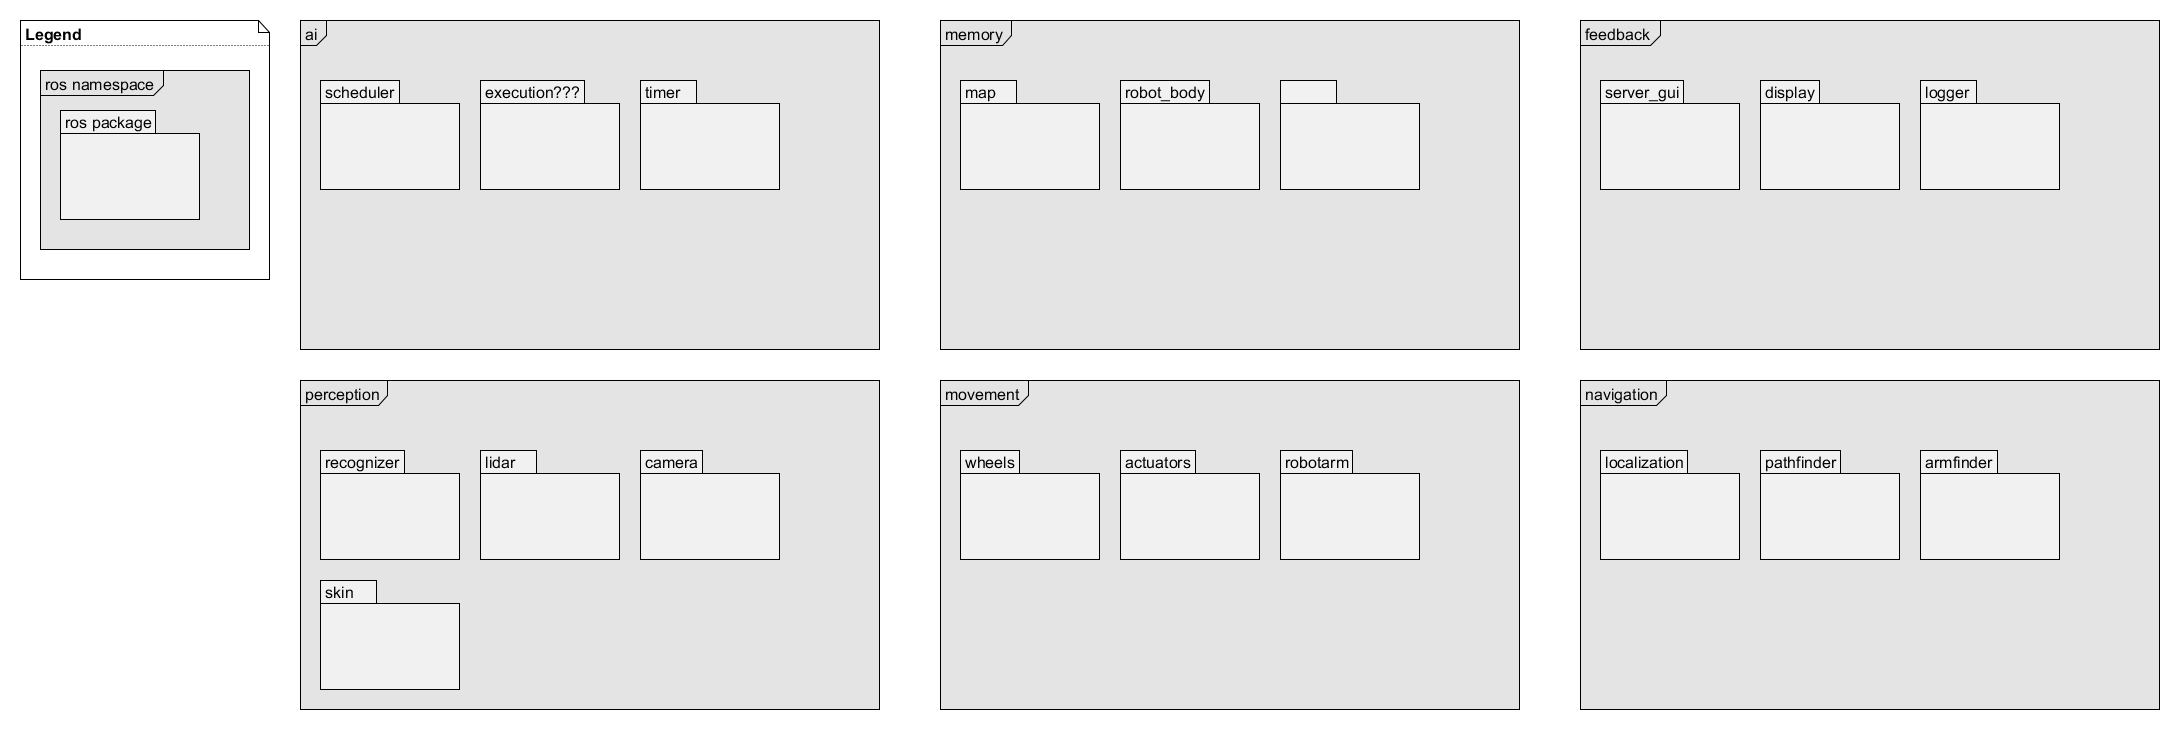 Legend
ros namespace
ros package
ai
scheduler
execution???
timer
memory
map
robot_body
feedback
server_gui
display
logger
perception
recognizer
lidar
camera
skin
movement
wheels
actuators
robotarm
navigation
localization
pathfinder
armfinder